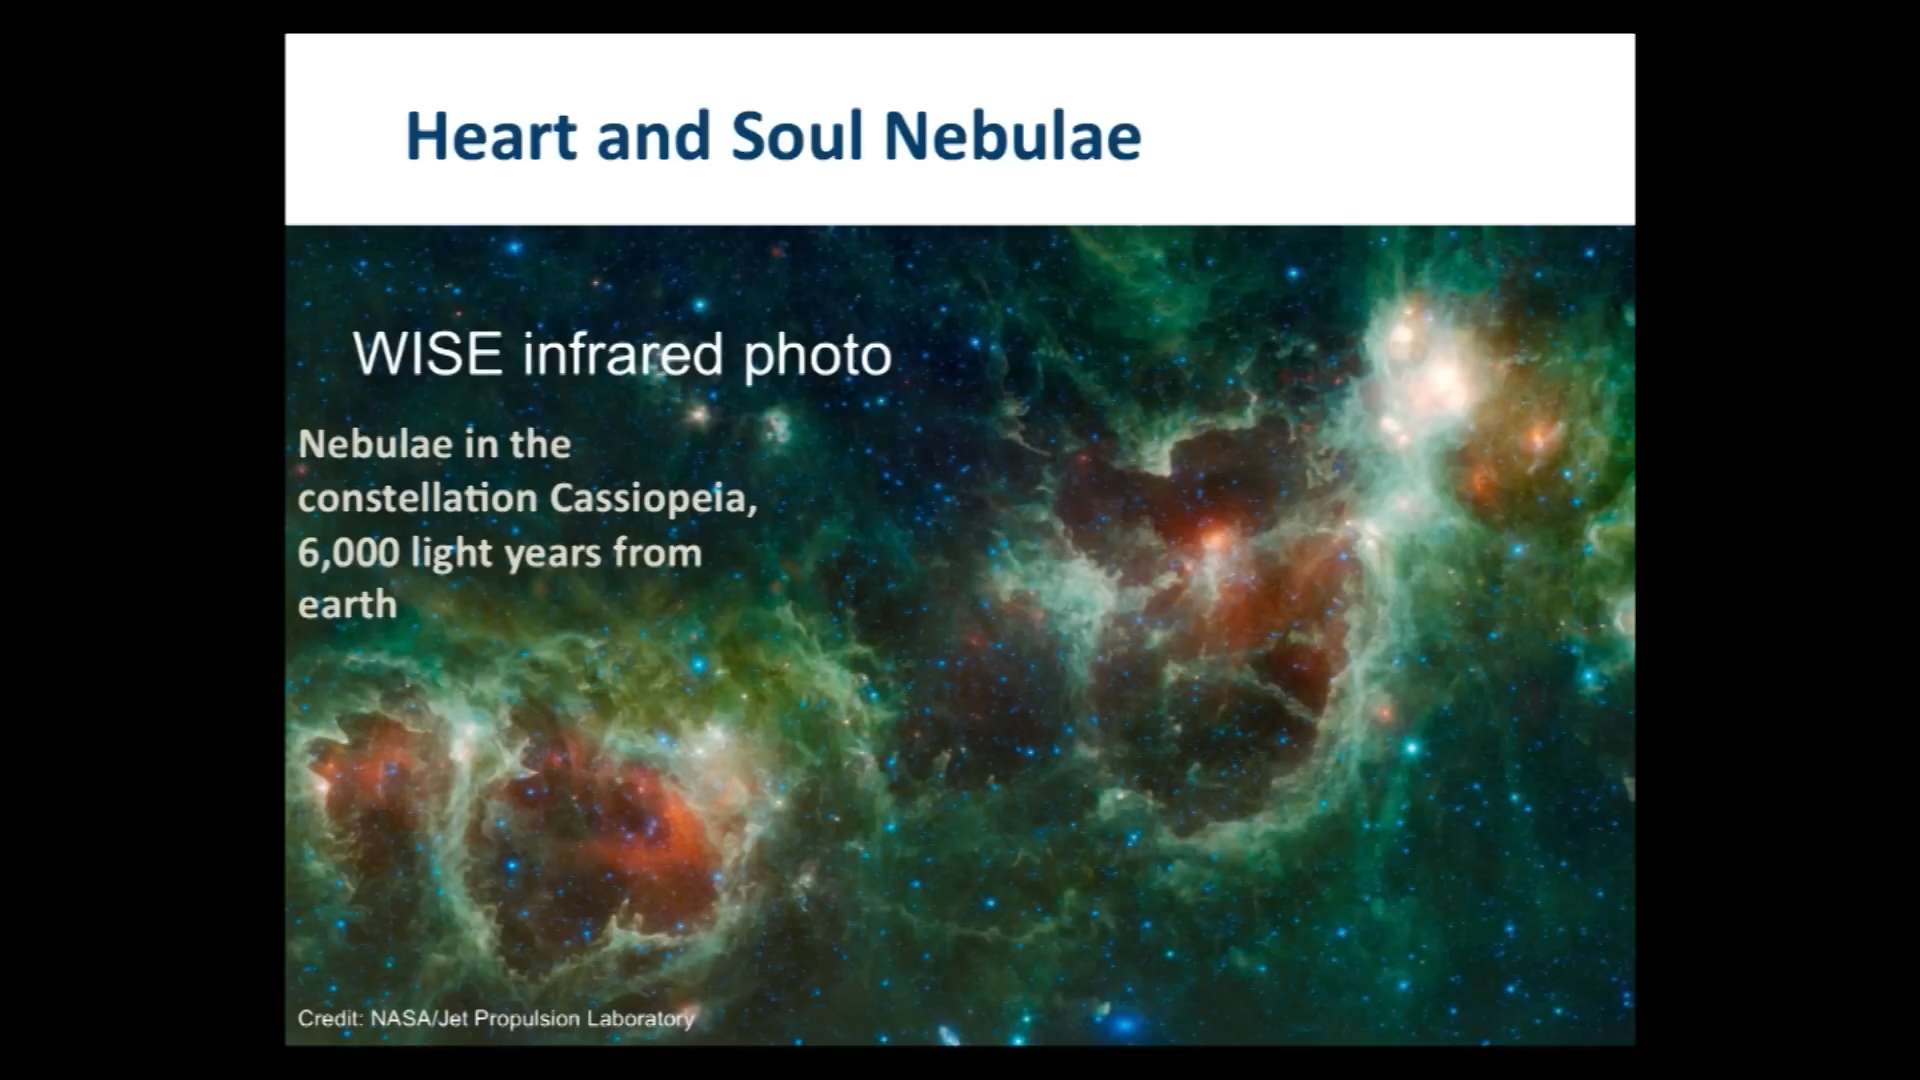 Heart and Soul Nebulae
WISE infrared photo
Nebulae in the
constellation Cassiopeia,
6,000 light years from
earth
Credit: NASA/Jet Propulsion Laboratory